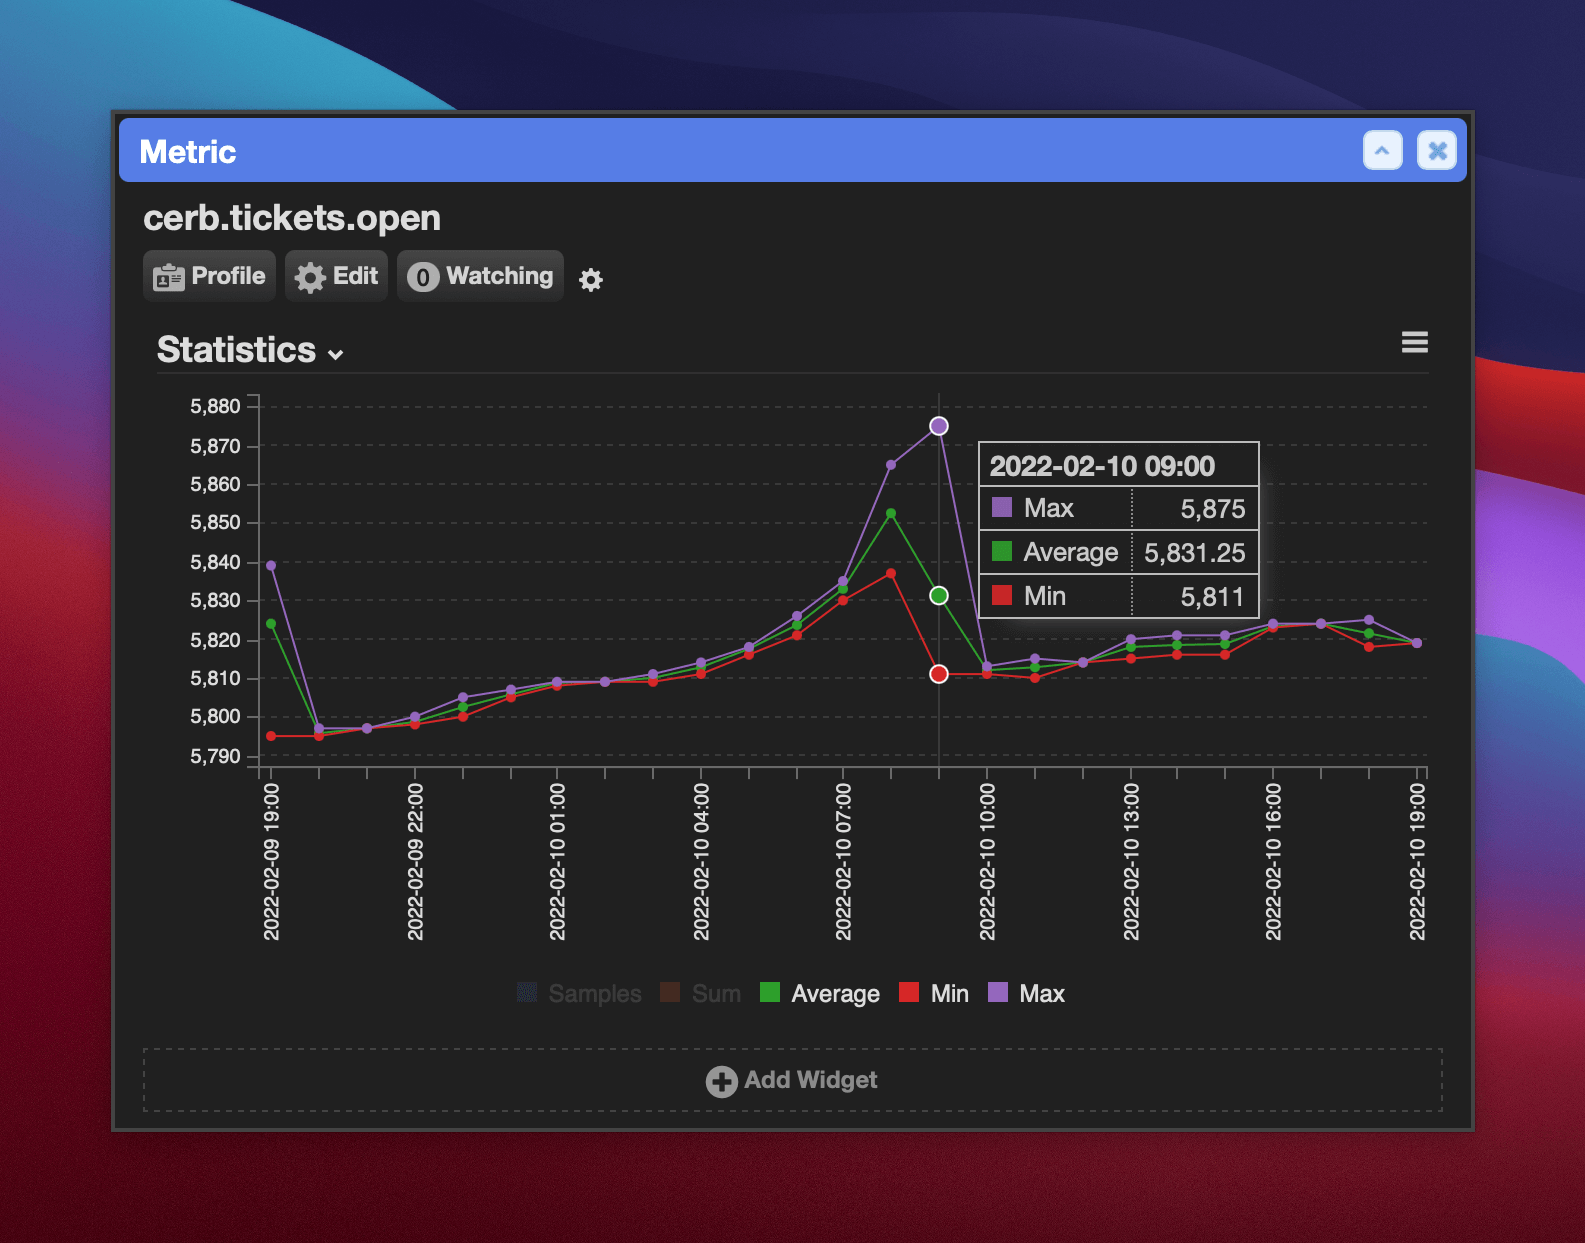 Metric
cerb.tickets.open
Profile Edit 0 Watching
Statistics
5,880
5,870
5,860
5,850
5,840
5,830
5,820
5,810
5,800
5,790
2022-02-10 09:00
Max 5,875
Average 5,831.25
Min 5,811
2022-02-09 19:00
2022-02-09 22:00
2022-02-10 01:00
2022-02-10 04:00
2022-02-10 07:00
2022-02-10 10:00
2022-02-10 13:00
2022-02-10 16:00
2022-02-10 19:00
Samples Sum Average Min Max
Add Widget